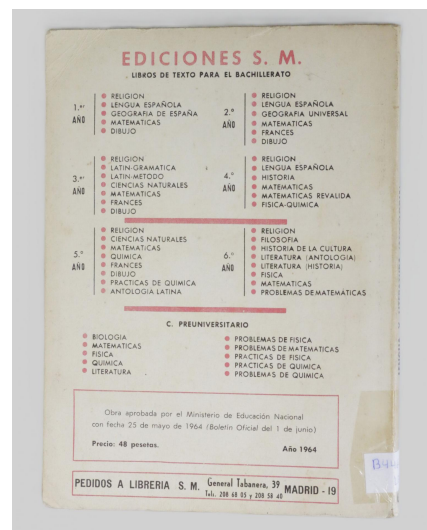 EDICIONES S. M.
LIBROS DE TEXTO PARA EL BACHILLERATO
1.er AÑO
RELIGION
LENGUA ESPAÑOLA
GEOGRAFIA DE ESPAÑA
MATEMATICAS
DIBUJO
2.º AÑO
RELIGION
LENGUA ESPAÑOLA
GEOGRAFIA UNIVERSAL
MATEMATICAS
FRANCES
DIBUJO
3.er AÑO
RELIGION
LATIN-GRAMATICA
LATIN-METODO
CIENCIAS NATURALES
MATEMATICAS
FRANCES
DIBUJO
4.º AÑO
RELIGION
LENGUA ESPAÑOLA
HISTORIA
MATEMATICAS
MATEMATICAS REVALIDA
FISICA-QUIMICA
5.º AÑO
RELIGION
CIENCIAS NATURALES
MATEMATICAS
QUIMICA
FRANCES
DIBUJO
PRACTICAS DE QUIMICA
ANTOLOGIA LATINA
6.º AÑO
RELIGION
FILOSOFIA
HISTORIA DE LA CULTURA
LITERATURA (ANTOLOGIA)
LITERATURA (HISTORIA)
FISICA
MATEMATICAS
PROBLEMAS DE MATEMÁTICAS
C. PREUNIVERSITARIO
BIOLOGIA
MATEMATICAS
FISICA
QUIMICA
LITERATURA
PROBLEMAS DE FISICA
PROBLEMAS DE MATEMATICAS
PRACTICAS DE FISICA
PRACTICAS DE QUIMICA
PROBLEMAS DE QUIMICA
Obra aprobada por el Ministerio de Educación Nacional
con fecha 25 de mayo de 1964 (Boletín Oficial del 1 de junio)
Precio: 48 pesetas.
Año 1964
PEDIDOS A LIBRERIA S. M. General Tabanera, 39 MADRID - 19
Tels. 208 68 05 y 208 58 40